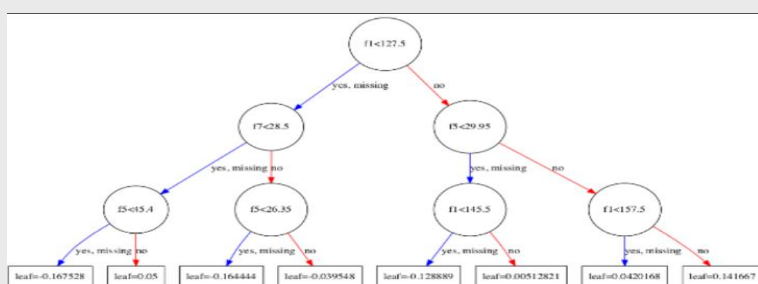 f1<127.5
yes, missing no
f7<28.5 f5<29.95
yes, missing no yes, missing no
f5<45.4 f5<26.35 f1<145.5 f1<157.5
yes, missing no yes, missing no yes, missing no yes, missing no
leaf=-0.167528 leaf=0.05 leaf=-0.164444 leaf=-0.039548 leaf=-0.128889 leaf=0.00512821 leaf=0.0420168 leaf=0.141667